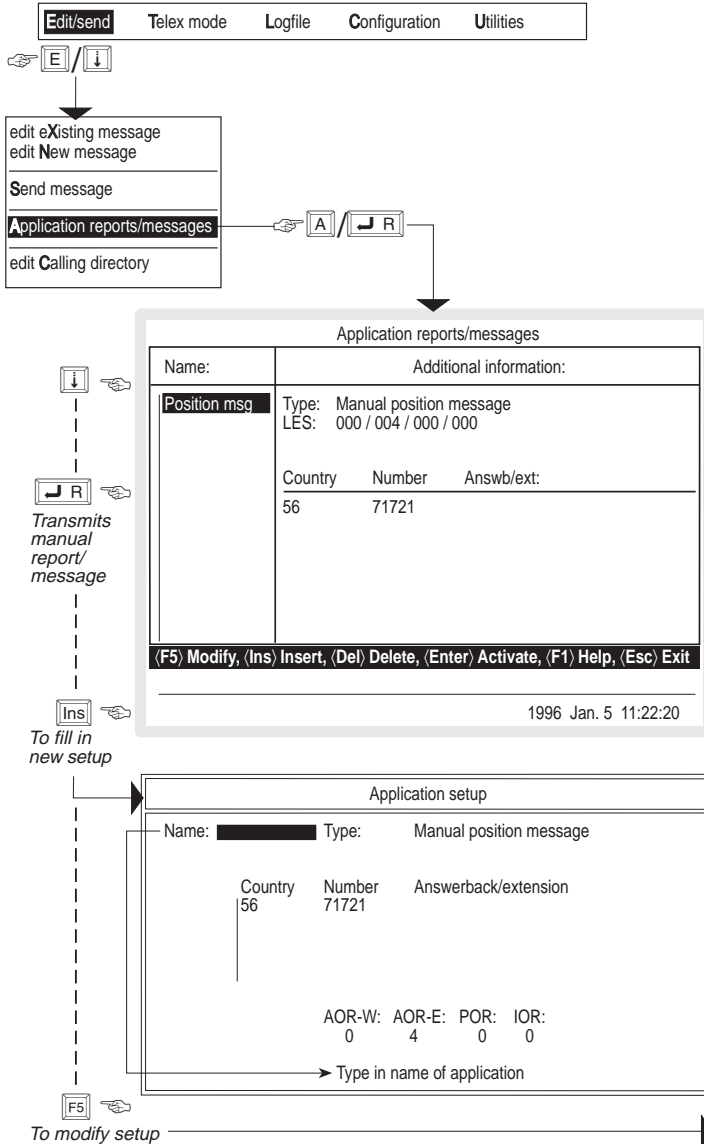 Edit/send Telex mode Logfile Configuration Utilities
E / ↓
edit eXisting message
edit New message
Send message
Application reports/messages
A / ↵ R
edit Calling directory
Application reports/messages
Name: Additional information:
↓
Position msg Type: Manual position message
LES: 000 / 004 / 000 / 000
Country Number Answb/ext:
56 71721
↵ R
Transmits
manual
report/
message
⟨F5⟩ Modify, ⟨Ins⟩ Insert, ⟨Del⟩ Delete, ⟨Enter⟩ Activate, ⟨F1⟩ Help, ⟨Esc⟩ Exit
1996 Jan. 5 11:22:20
Ins
To fill in
new setup
Application setup
Name: Type: Manual position message
Country Number Answerback/extension
56 71721
AOR-W: AOR-E: POR: IOR:
0 4 0 0
Type in name of application
F5
To modify setup